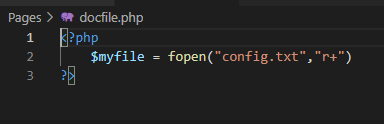 Pages > docfile.php
1 <?php
2 $myfile = fopen("config.txt","r+")
3 ?>